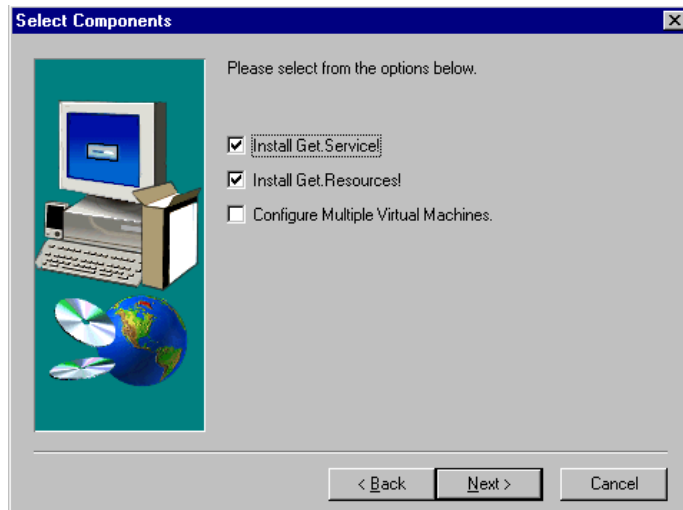 Select Components
Please select from the options below.
Install Get.Service!
Install Get.Resources!
Configure Multiple Virtual Machines.
< Back
Next >
Cancel